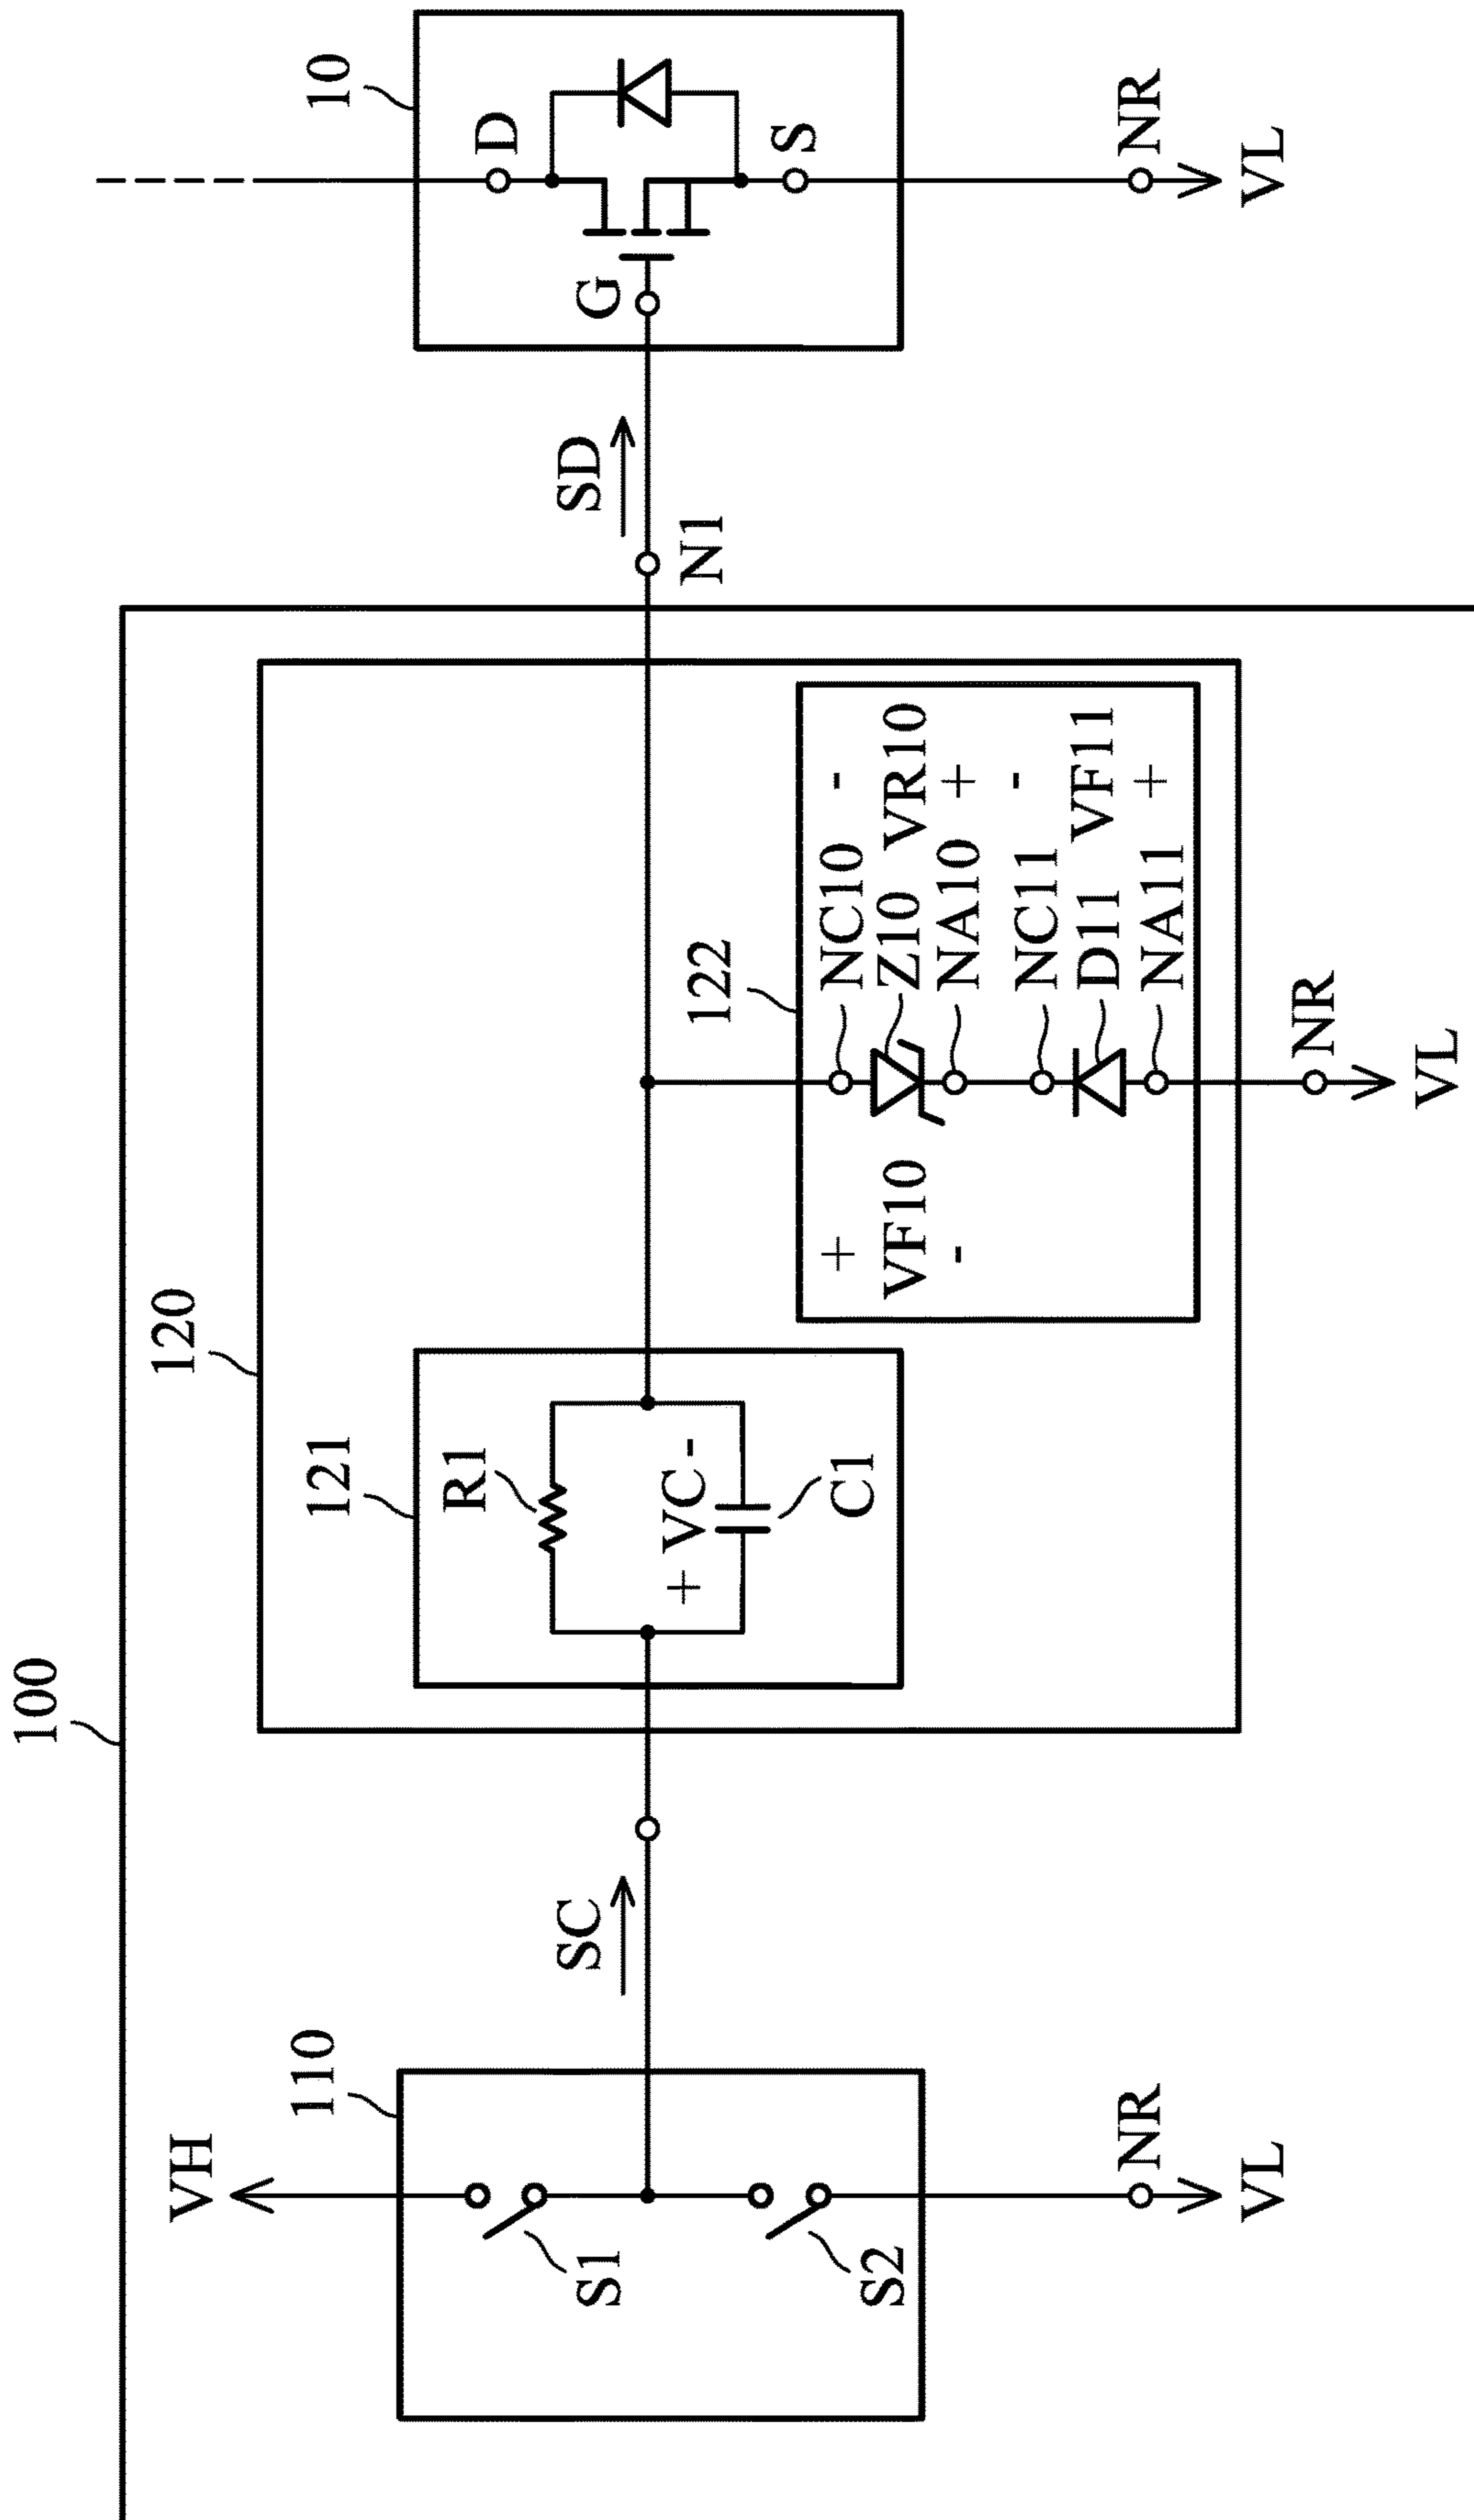 100
120
110
VH
S1
S2
NR
VL
SC
121
R1
+ VC -
C1
122
+
VF10
-
NC10 -
Z10 VR10
NA10 +
NC11 -
D11 VF11
NA11 +
NR
VL
N1
SD
10
D
G
S
NR
VL